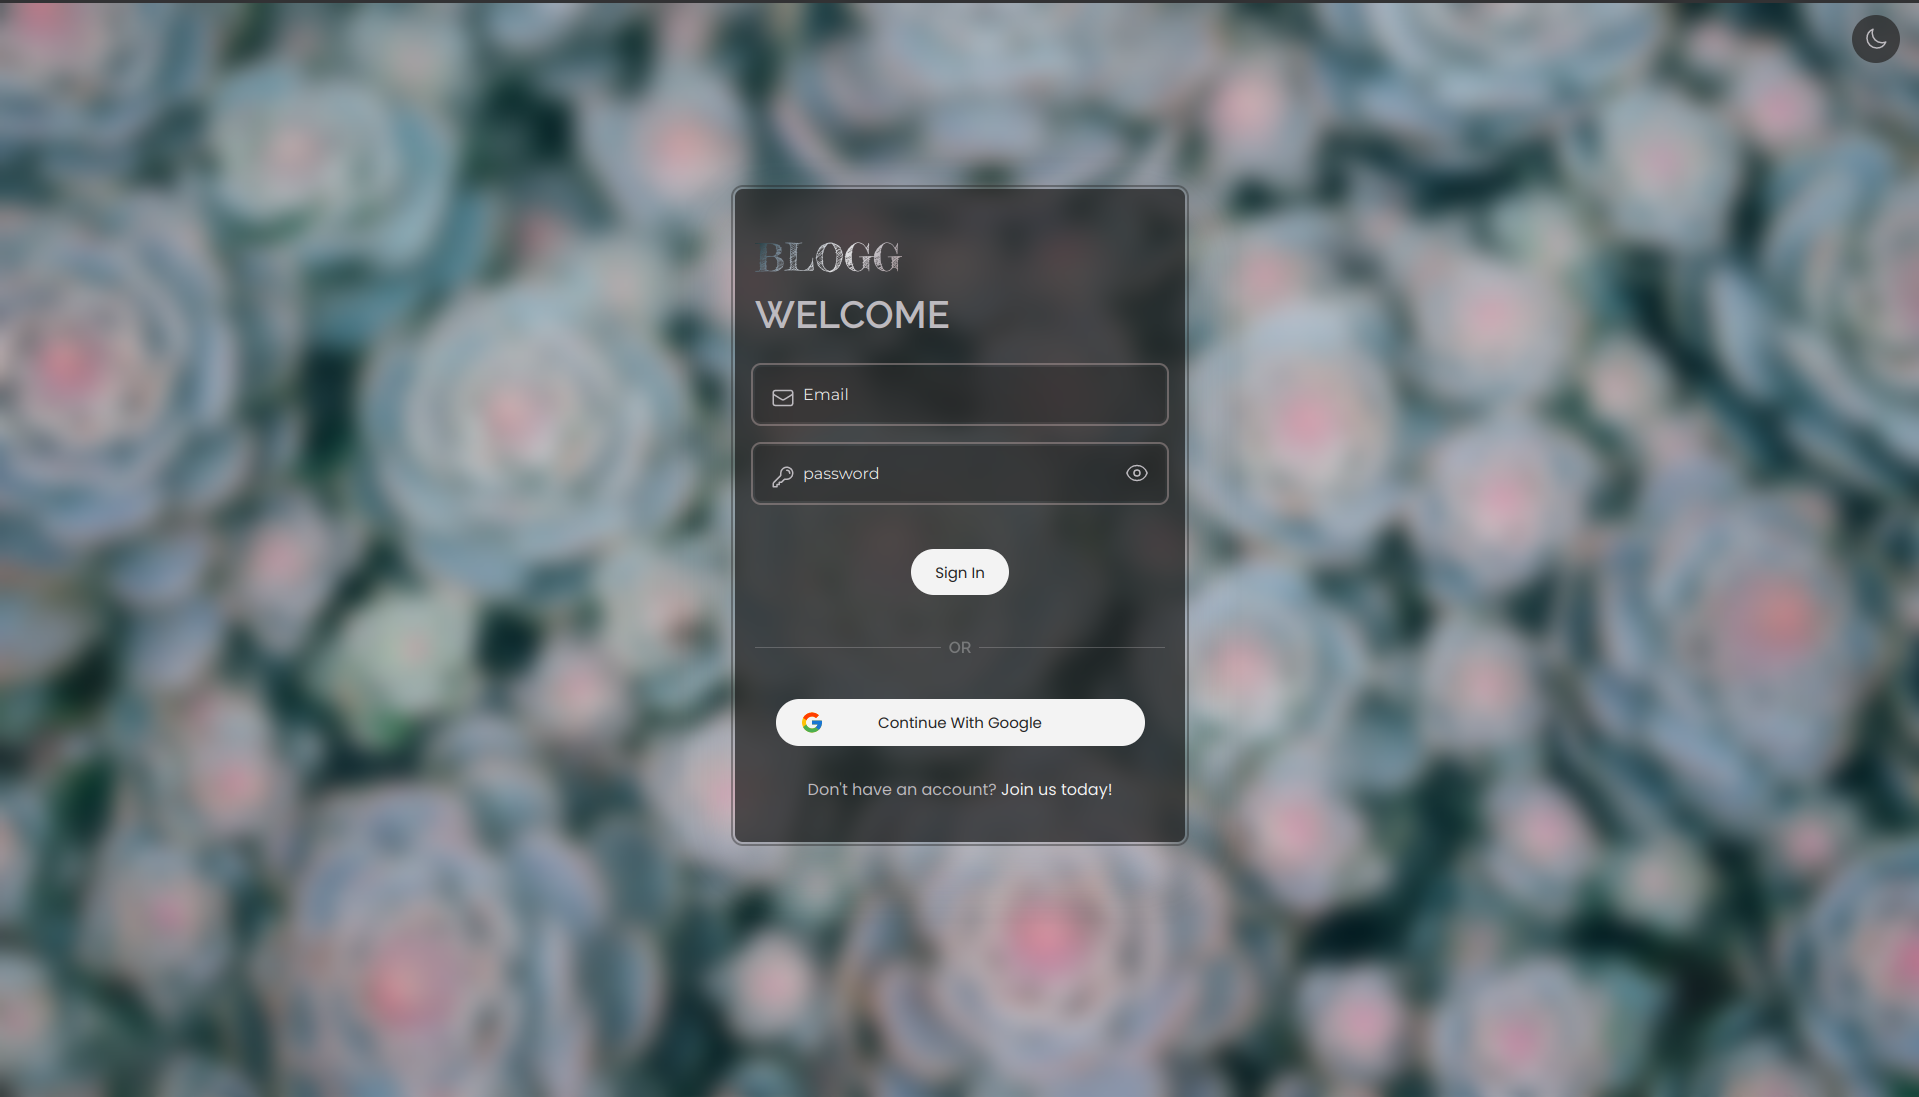 BLOGG
WELCOME
Email
password
Sign In
OR
Continue With Google
Don't have an account? Join us today!